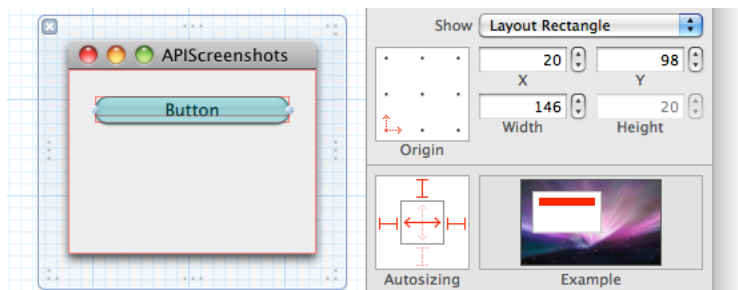 APIScreenshots
Button
Show Layout Rectangle
20 98
X Y
146 20
Width Height
Origin
Autosizing Example